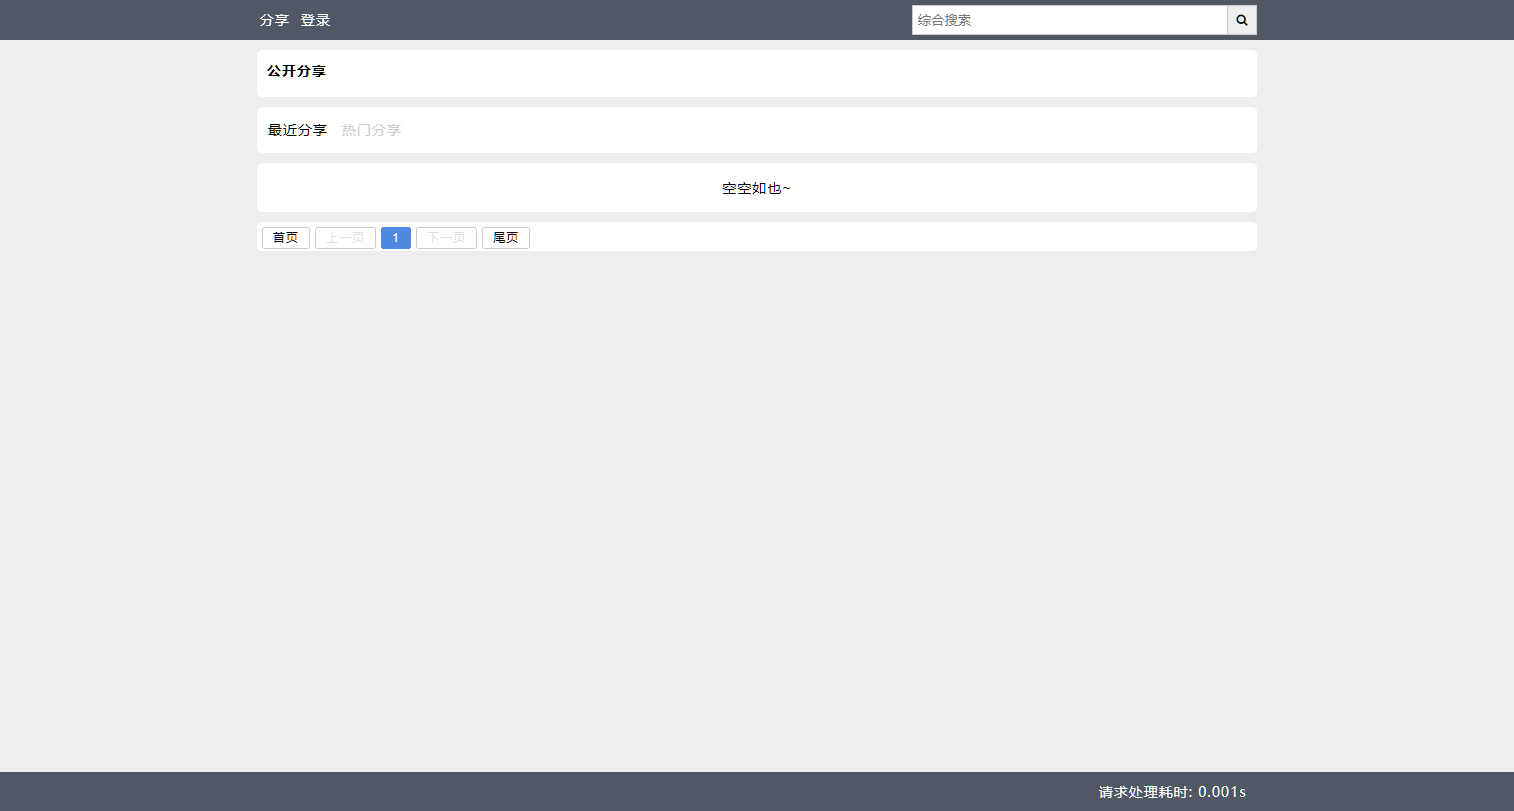 分享 登录 综合搜索
公开分享
最近分享 热门分享
空空如也~
首页 上一页 1 下一页 尾页
请求处理耗时: 0.001s